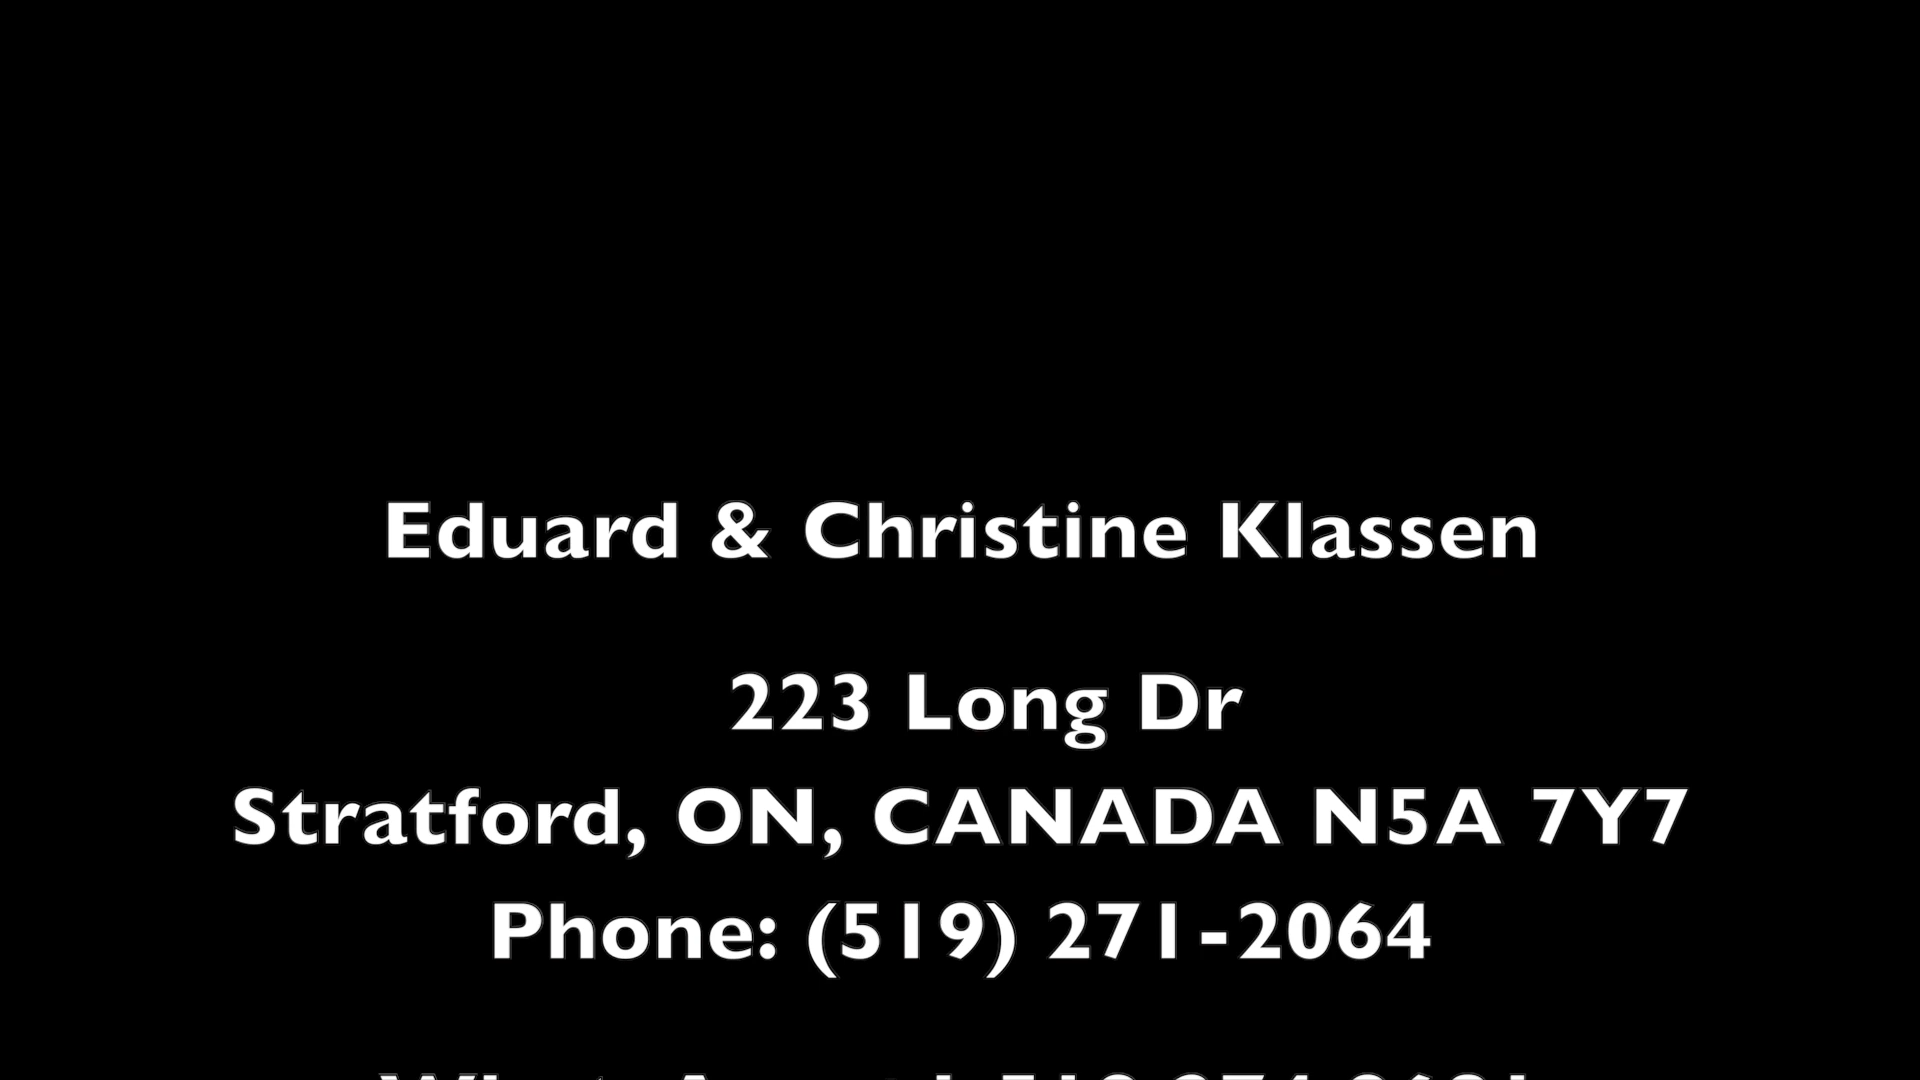 Eduard & Christine Klassen
223 Long Dr
Stratford, ON, CANADA N5A 7Y7
Phone: (519) 271-2064